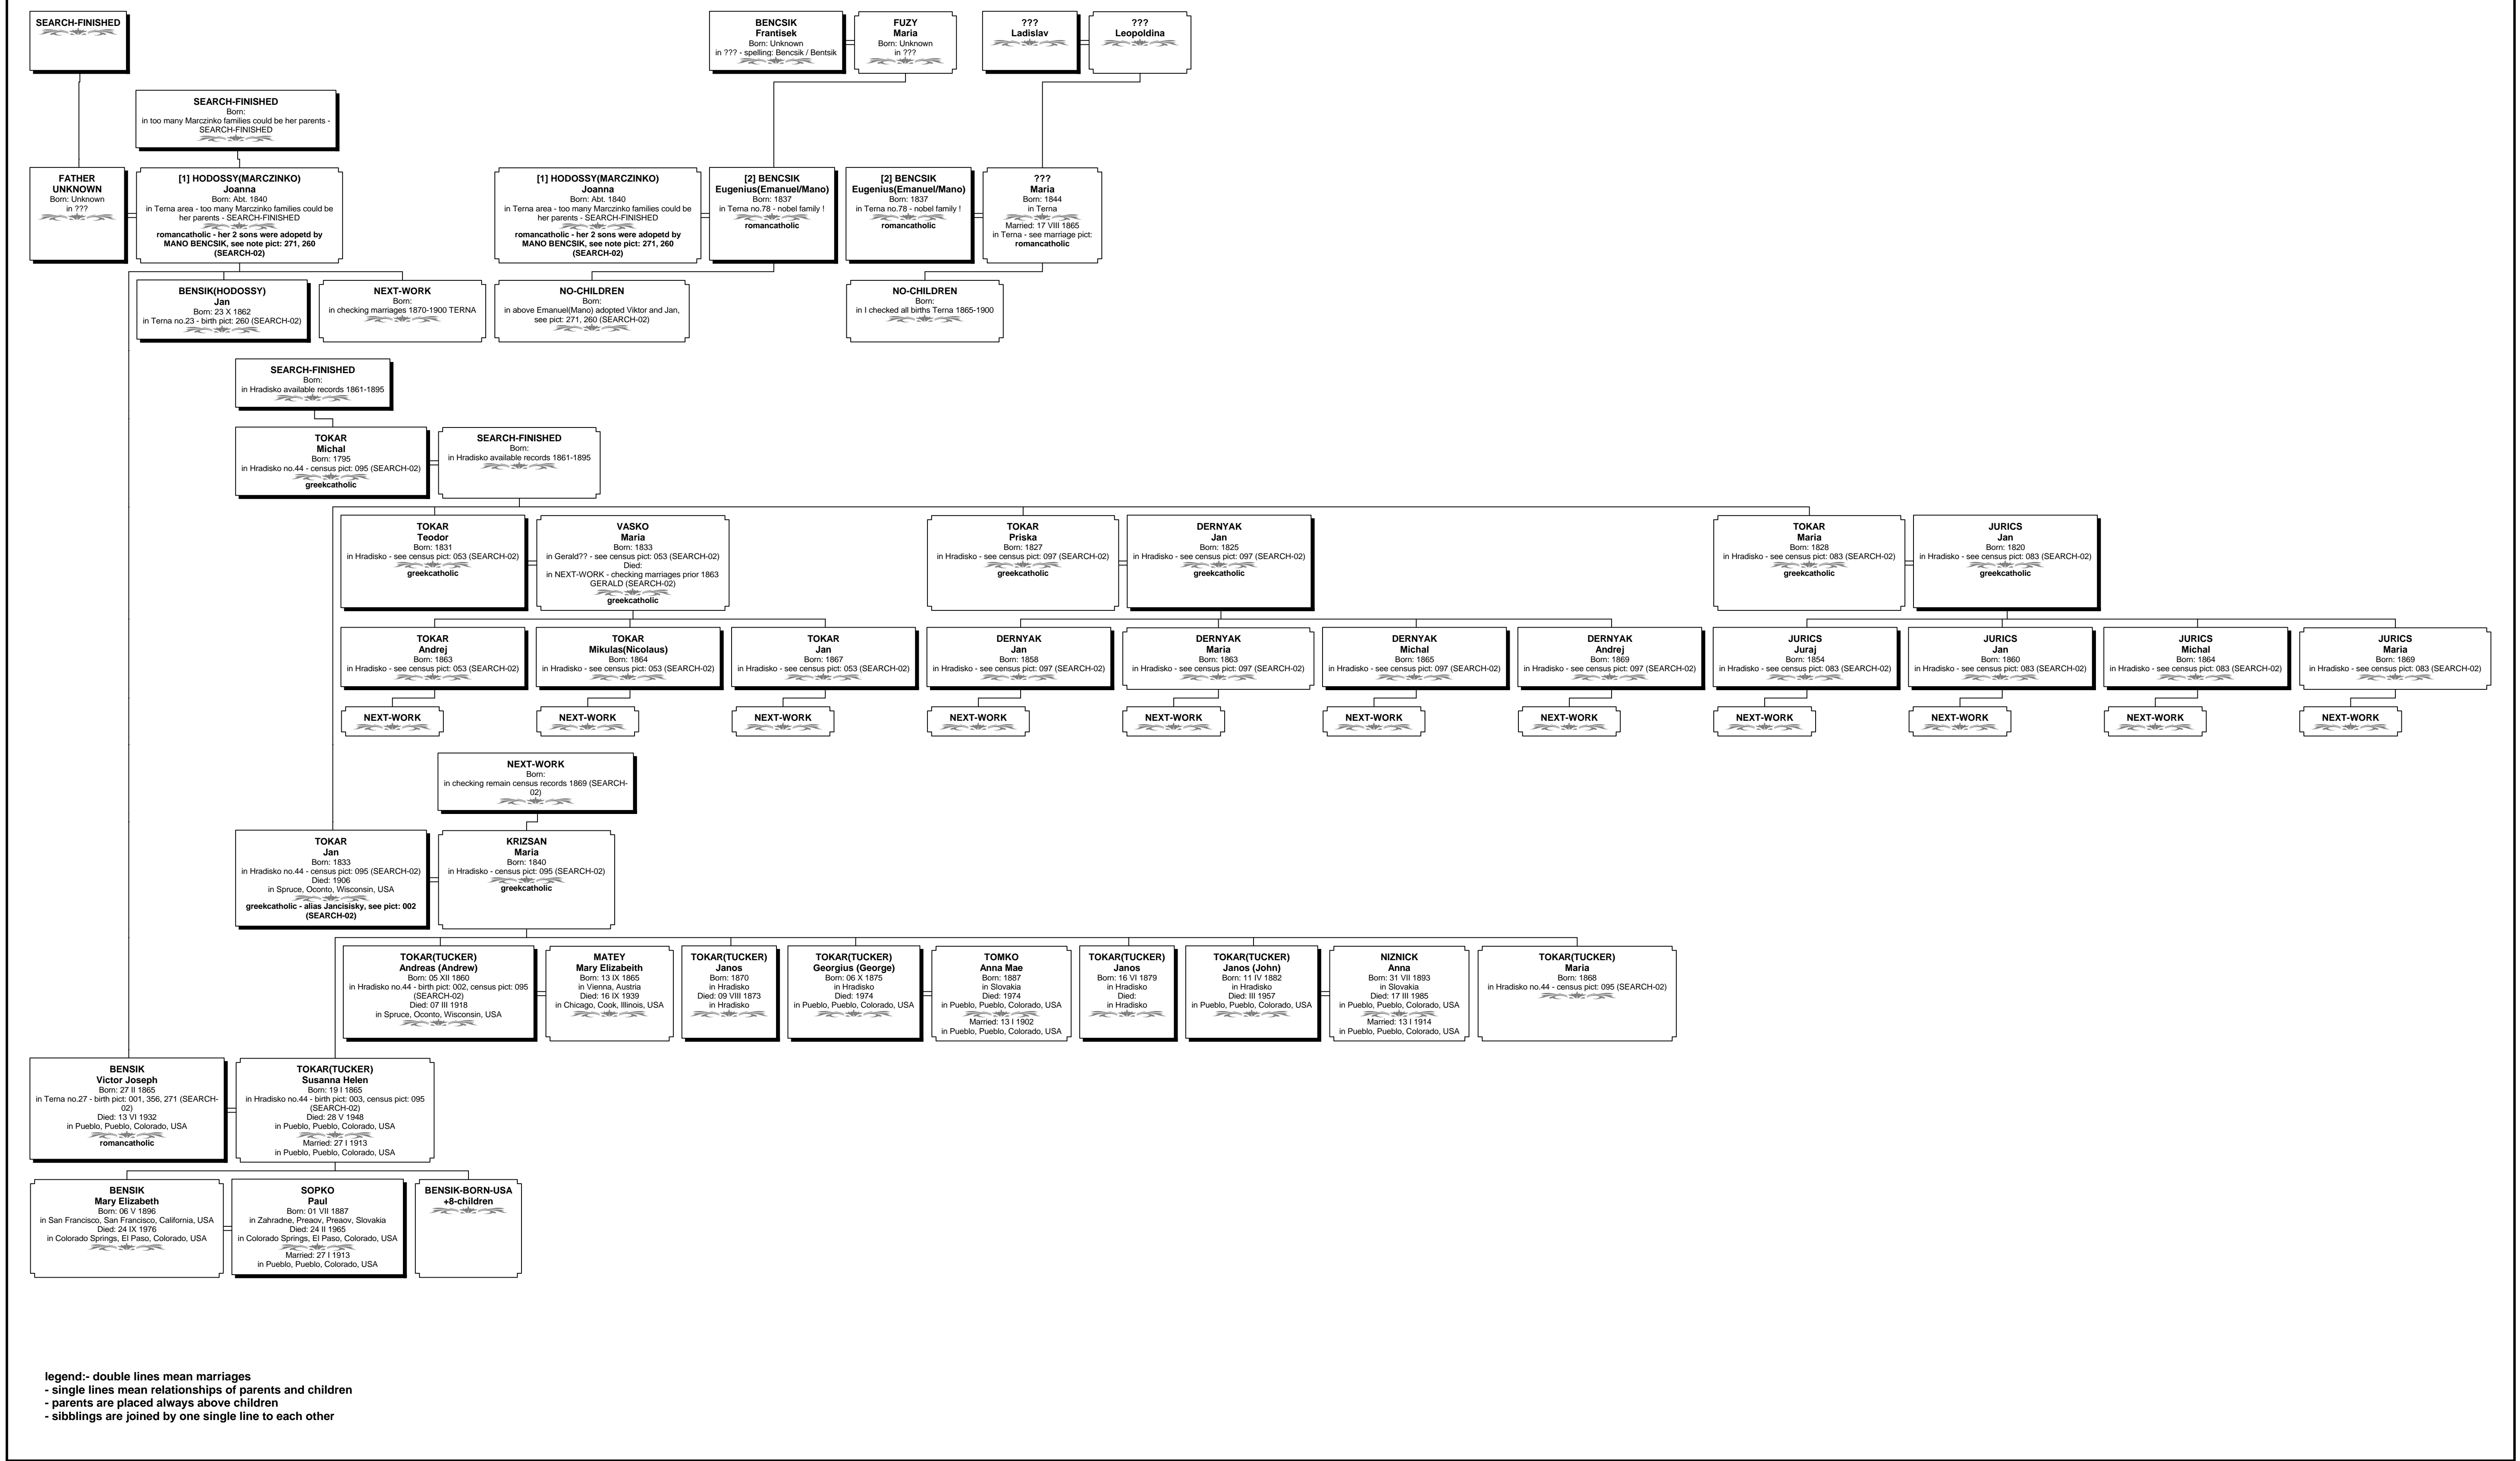 SEARCH-FINISHED
BENCSIK
Frantisek
Born: Unknown
in ??? - spelling: Bencsik / Bentsik
FUZY
Maria
Born: Unknown
in ???
???
Ladislav
???
Leopoldina
SEARCH-FINISHED
Born:
in too many Marczinko families could be her parents -
SEARCH-FINISHED
FATHER
UNKNOWN
Born: Unknown
in ???
[1] HODOSSY(MARCZINKO)
Joanna
Born: Abt. 1840
in Terna area - too many Marczinko families could be
her parents - SEARCH-FINISHED
romancatholic - her 2 sons were adopetd by
MANO BENCSIK, see note pict: 271, 260
(SEARCH-02)
[1] HODOSSY(MARCZINKO)
Joanna
Born: Abt. 1840
in Terna area - too many Marczinko families could be
her parents - SEARCH-FINISHED
romancatholic - her 2 sons were adopetd by
MANO BENCSIK, see note pict: 271, 260
(SEARCH-02)
[2] BENCSIK
Eugenius(Emanuel/Mano)
Born: 1837
in Terna no.78 - nobel family !
romancatholic
[2] BENCSIK
Eugenius(Emanuel/Mano)
Born: 1837
in Terna no.78 - nobel family !
romancatholic
???
Maria
Born: 1844
in Terna
Married: 17 VIII 1865
in Terna - see marriage pict:
romancatholic
BENSIK(HODOSSY)
Jan
Born: 23 X 1862
in Terna no.23 - birth pict: 260 (SEARCH-02)
NEXT-WORK
Born:
in checking marriages 1870-1900 TERNA
NO-CHILDREN
Born:
in above Emanuel(Mano) adopted Viktor and Jan,
see pict: 271, 260 (SEARCH-02)
NO-CHILDREN
Born:
in I checked all births Terna 1865-1900
SEARCH-FINISHED
Born:
in Hradisko available records 1861-1895
TOKAR
Michal
Born: 1795
in Hradisko no.44 - census pict: 095 (SEARCH-02)
greekcatholic
SEARCH-FINISHED
Born:
in Hradisko available records 1861-1895
TOKAR
Teodor
Born: 1831
in Hradisko - see census pict: 053 (SEARCH-02)
greekcatholic
VASKO
Maria
Born: 1833
in Gerald?? - see census pict: 053 (SEARCH-02)
Died:
in NEXT-WORK - checking marriages prior 1863
GERALD (SEARCH-02)
greekcatholic
TOKAR
Priska
Born: 1827
in Hradisko - see census pict: 097 (SEARCH-02)
greekcatholic
DERNYAK
Jan
Born: 1825
in Hradisko - see census pict: 097 (SEARCH-02)
greekcatholic
TOKAR
Maria
Born: 1828
in Hradisko - see census pict: 083 (SEARCH-02)
greekcatholic
JURICS
Jan
Born: 1820
in Hradisko - see census pict: 083 (SEARCH-02)
greekcatholic
TOKAR
Andrej
Born: 1863
in Hradisko - see census pict: 053 (SEARCH-02)
TOKAR
Mikulas(Nicolaus)
Born: 1864
in Hradisko - see census pict: 053 (SEARCH-02)
TOKAR
Jan
Born: 1867
in Hradisko - see census pict: 053 (SEARCH-02)
DERNYAK
Jan
Born: 1858
in Hradisko - see census pict: 097 (SEARCH-02)
DERNYAK
Maria
Born: 1863
in Hradisko - see census pict: 097 (SEARCH-02)
DERNYAK
Michal
Born: 1865
in Hradisko - see census pict: 097 (SEARCH-02)
DERNYAK
Andrej
Born: 1869
in Hradisko - see census pict: 097 (SEARCH-02)
JURICS
Juraj
Born: 1854
in Hradisko - see census pict: 083 (SEARCH-02)
JURICS
Jan
Born: 1860
in Hradisko - see census pict: 083 (SEARCH-02)
JURICS
Michal
Born: 1864
in Hradisko - see census pict: 083 (SEARCH-02)
JURICS
Maria
Born: 1869
in Hradisko - see census pict: 083 (SEARCH-02)
NEXT-WORK
NEXT-WORK
NEXT-WORK
NEXT-WORK
NEXT-WORK
NEXT-WORK
NEXT-WORK
NEXT-WORK
NEXT-WORK
NEXT-WORK
NEXT-WORK
NEXT-WORK
Born:
in checking remain census records 1869 (SEARCH-
02)
TOKAR
Jan
Born: 1833
in Hradisko no.44 - census pict: 095 (SEARCH-02)
Died: 1906
in Spruce, Oconto, Wisconsin, USA
greekcatholic - alias Jancisisky, see pict: 002
(SEARCH-02)
KRIZSAN
Maria
Born: 1840
in Hradisko - census pict: 095 (SEARCH-02)
greekcatholic
TOKAR(TUCKER)
Andreas (Andrew)
Born: 05 XII 1860
in Hradisko no.44 - birth pict: 002, census pict: 095
(SEARCH-02)
Died: 07 III 1918
in Spruce, Oconto, Wisconsin, USA
MATEY
Mary Elizabeith
Born: 13 IX 1865
in Vienna, Austria
Died: 16 IX 1939
in Chicago, Cook, Illinois, USA
TOKAR(TUCKER)
Janos
Born: 1870
in Hradisko
Died: 09 VIII 1873
in Hradisko
TOKAR(TUCKER)
Georgius (George)
Born: 06 X 1875
in Hradisko
Died: 1974
in Pueblo, Pueblo, Colorado, USA
TOMKO
Anna Mae
Born: 1887
in Slovakia
Died: 1974
in Pueblo, Pueblo, Colorado, USA
Married: 13 I 1902
in Pueblo, Pueblo, Colorado, USA
TOKAR(TUCKER)
Janos
Born: 16 VI 1879
in Hradisko
Died:
in Hradisko
TOKAR(TUCKER)
Janos (John)
Born: 11 IV 1882
in Hradisko
Died: III 1957
in Pueblo, Pueblo, Colorado, USA
NIZNICK
Anna
Born: 31 VII 1893
in Slovakia
Died: 17 III 1985
in Pueblo, Pueblo, Colorado, USA
Married: 13 I 1914
in Pueblo, Pueblo, Colorado, USA
TOKAR(TUCKER)
Maria
Born: 1868
in Hradisko no.44 - census pict: 095 (SEARCH-02)
BENSIK
Victor Joseph
Born: 27 II 1865
in Terna no.27 - birth pict: 001, 356, 271 (SEARCH-
02)
Died: 13 VI 1932
in Pueblo, Pueblo, Colorado, USA
romancatholic
TOKAR(TUCKER)
Susanna Helen
Born: 19 I 1865
in Hradisko no.44 - birth pict: 003, census pict: 095
(SEARCH-02)
Died: 28 V 1948
in Pueblo, Pueblo, Colorado, USA
Married: 27 I 1913
in Pueblo, Pueblo, Colorado, USA
BENSIK
Mary Elizabeth
Born: 06 V 1896
in San Francisco, San Francisco, California, USA
Died: 24 IX 1976
in Colorado Springs, El Paso, Colorado, USA
SOPKO
Paul
Born: 01 VII 1887
in Zahradne, Preaov, Preaov, Slovakia
Died: 24 II 1965
in Colorado Springs, El Paso, Colorado, USA
Married: 27 I 1913
in Pueblo, Pueblo, Colorado, USA
BENSIK-BORN-USA
+8-children
legend:- double lines mean marriages
- single lines mean relationships of parents and children
- parents are placed always above children
- sibblings are joined by one single line to each other